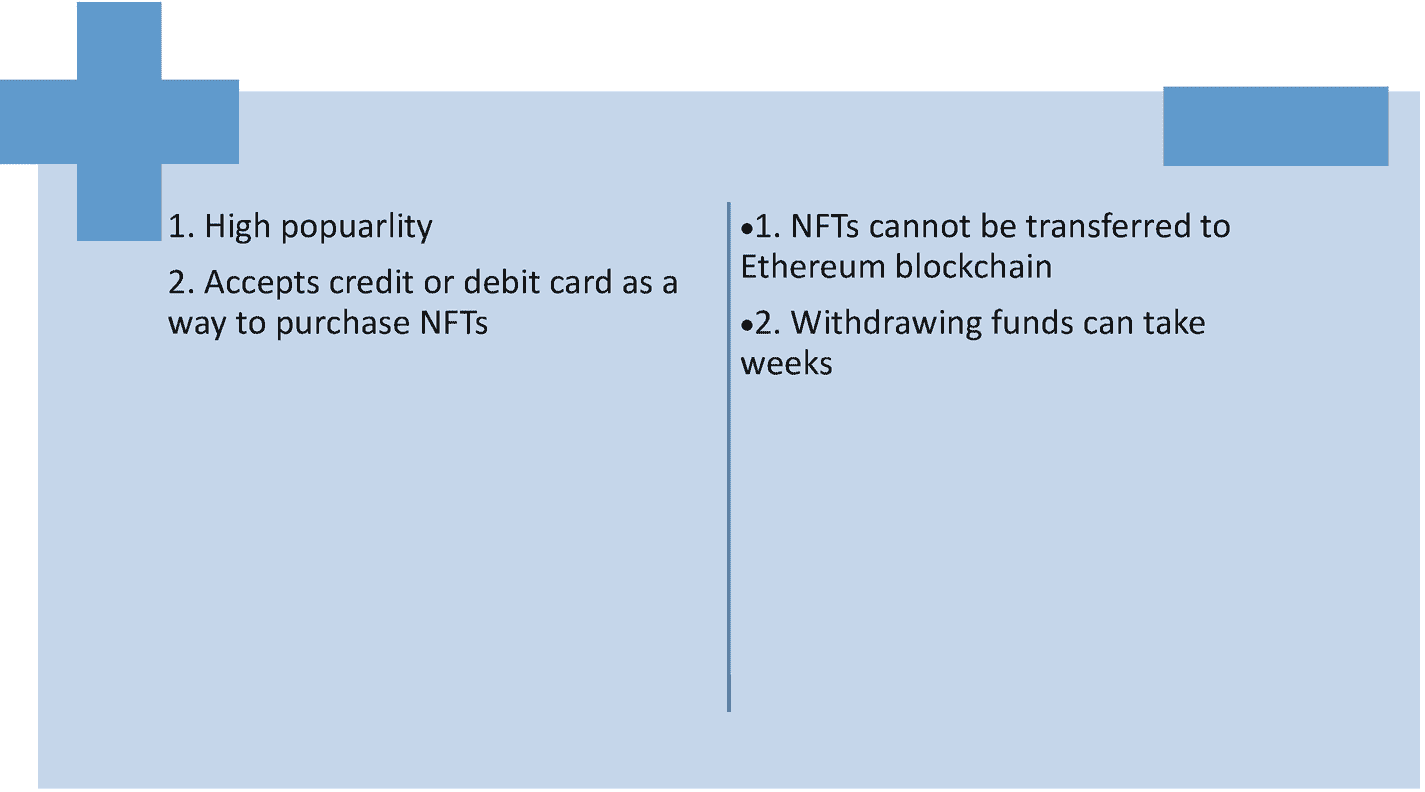 1. High popuarlity
2. Accepts credit or debit card as a
way to purchase NFTs
•1. NFTs cannot be transferred to
Ethereum blockchain
•2. Withdrawing funds can take
weeks